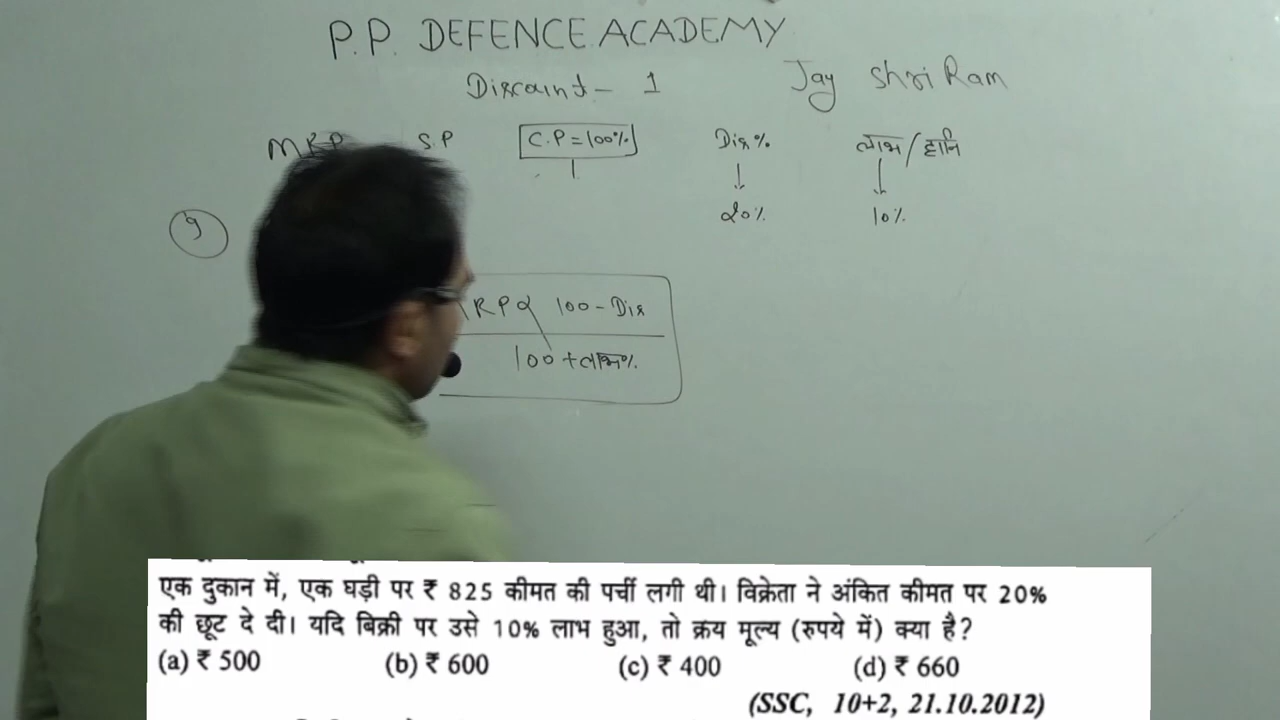 P.P. DEFENCE ACADEMY
Discount - 1 Jay Shri Ram
MRP S.P C.P = 100% Dis% लाभ/हानि
20% 10%
9
RP × 100 - Dis
100 + लाभ%
एक दुकान में, एक घड़ी पर ₹ 825 कीमत की पर्ची लगी थी। विक्रेता ने अंकित कीमत पर 20%
की छूट दे दी। यदि बिक्री पर उसे 10% लाभ हुआ, तो क्रय मूल्य (रुपये में) क्या है?
(a) ₹ 500 (b) ₹ 600 (c) ₹ 400 (d) ₹ 660
(SSC, 10+2, 21.10.2012)